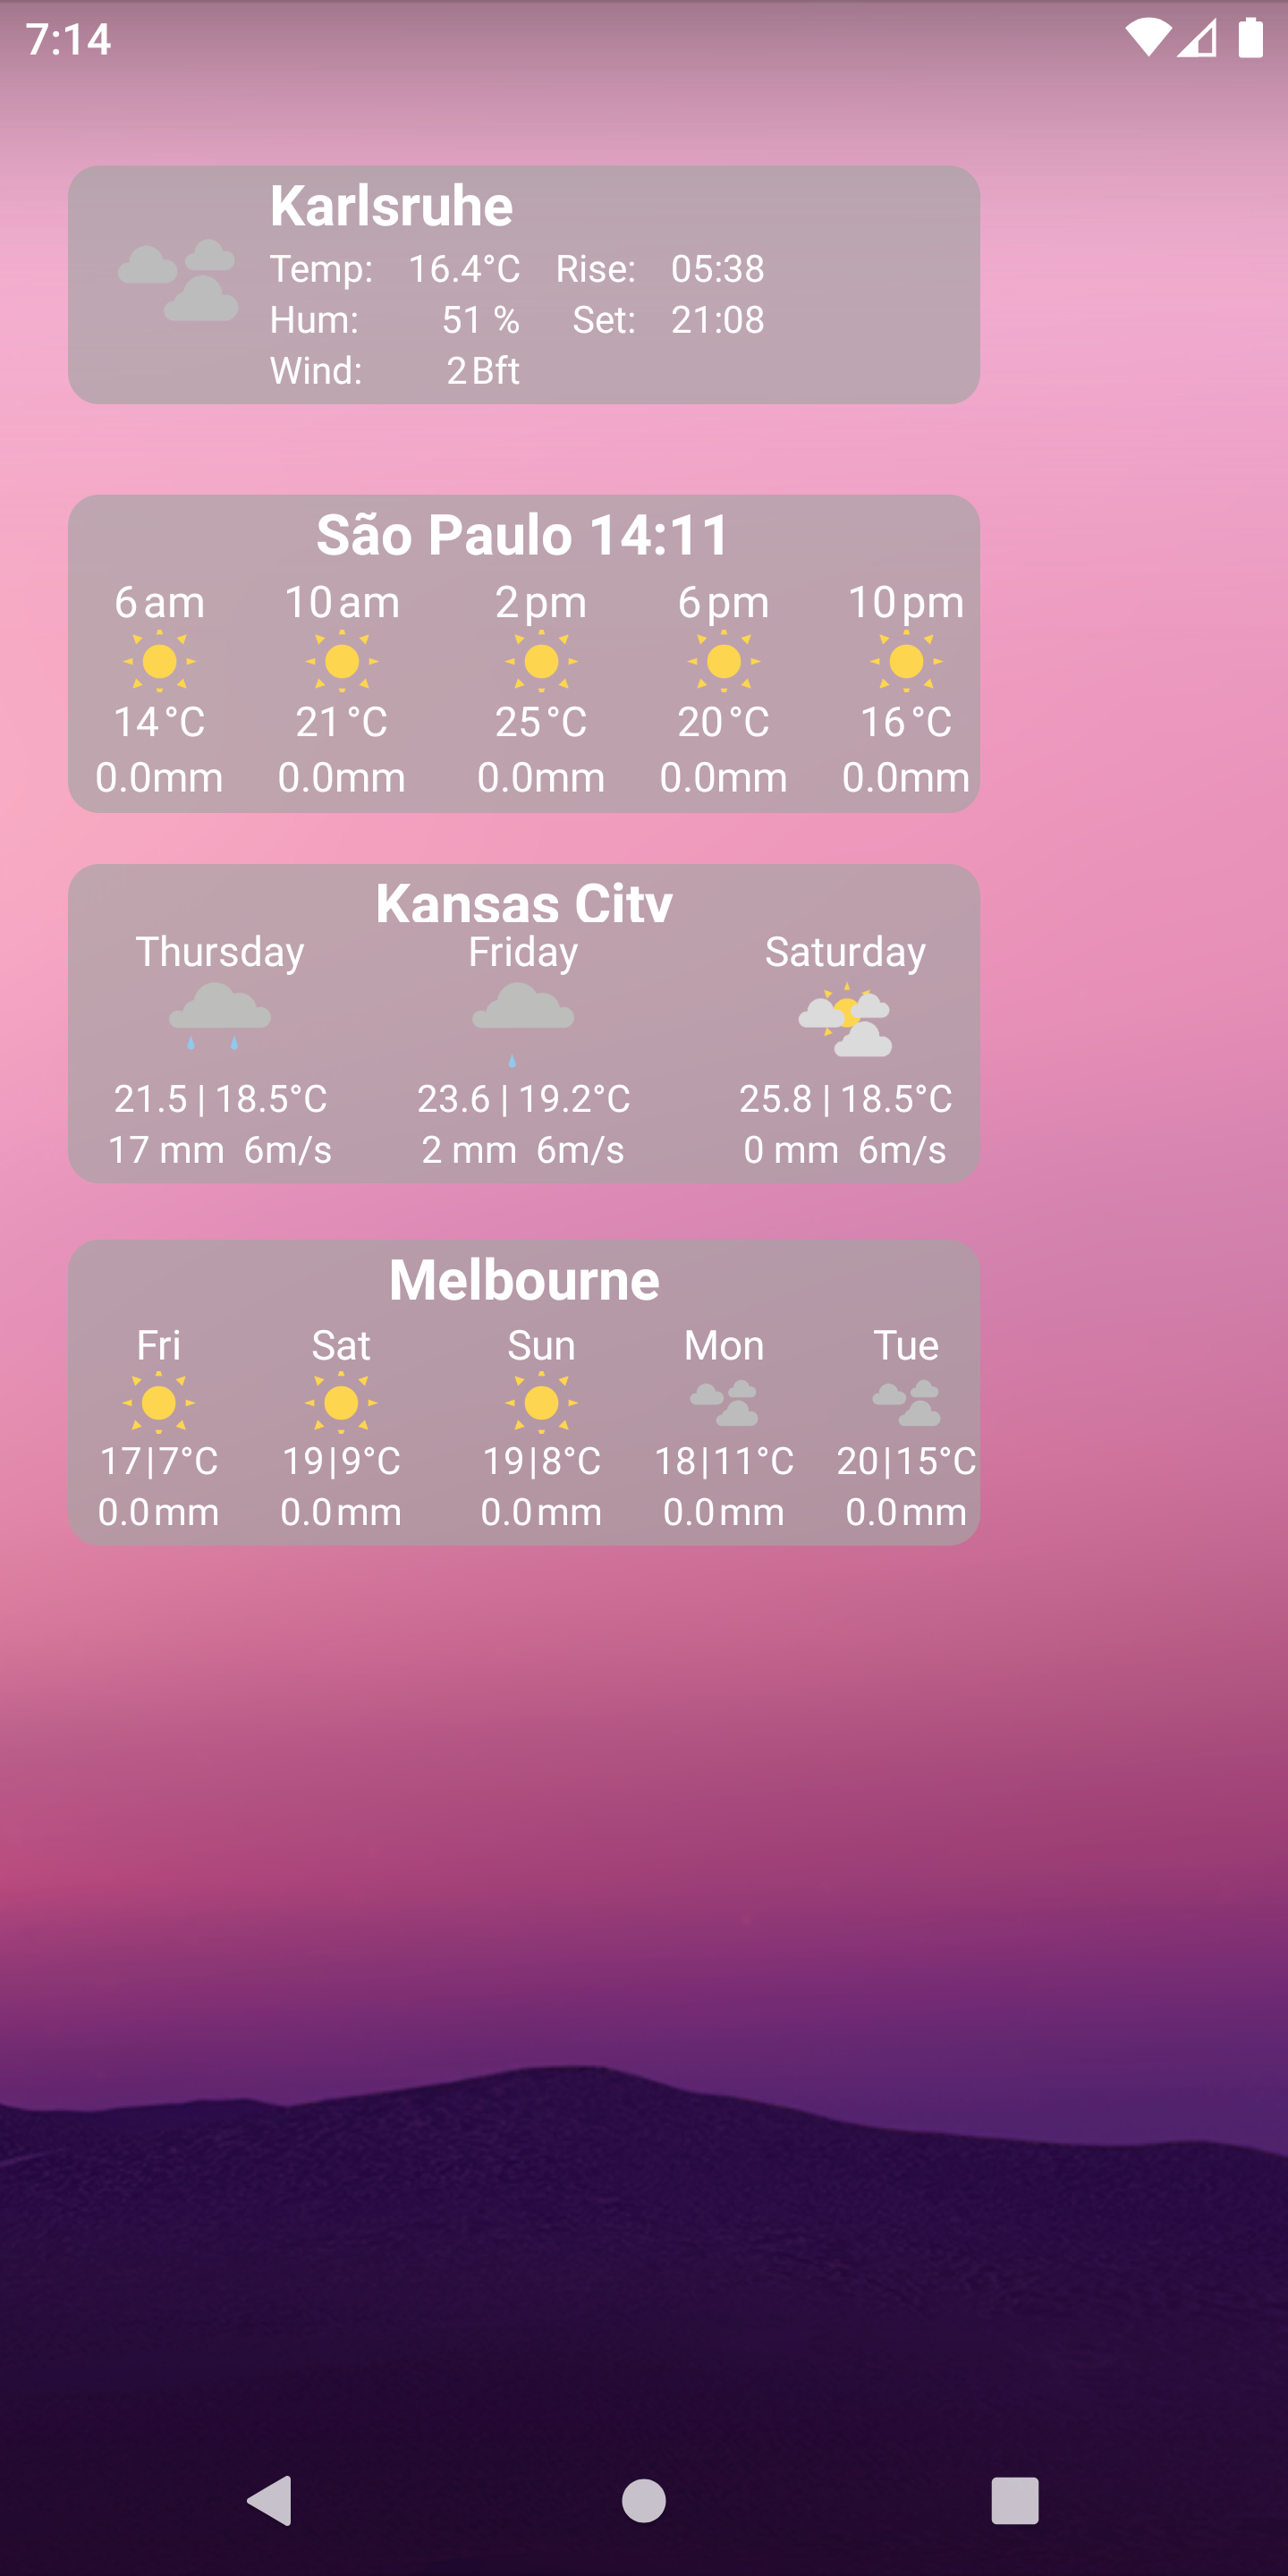 7:14
Karlsruhe
Temp: 16.4°C Rise: 05:38
Hum: 51 % Set: 21:08
Wind: 2 Bft
São Paulo 14:11
6 am 10 am 2 pm 6 pm 10 pm
14 °C 21 °C 25 °C 20 °C 16 °C
0.0mm 0.0mm 0.0mm 0.0mm 0.0mm
Kansas City
Thursday Friday Saturday
21.5 | 18.5°C 23.6 | 19.2°C 25.8 | 18.5°C
17 mm 6m/s 2 mm 6m/s 0 mm 6m/s
Melbourne
Fri Sat Sun Mon Tue
17|7°C 19|9°C 19|8°C 18|11°C 20|15°C
0.0 mm 0.0 mm 0.0 mm 0.0 mm 0.0 mm